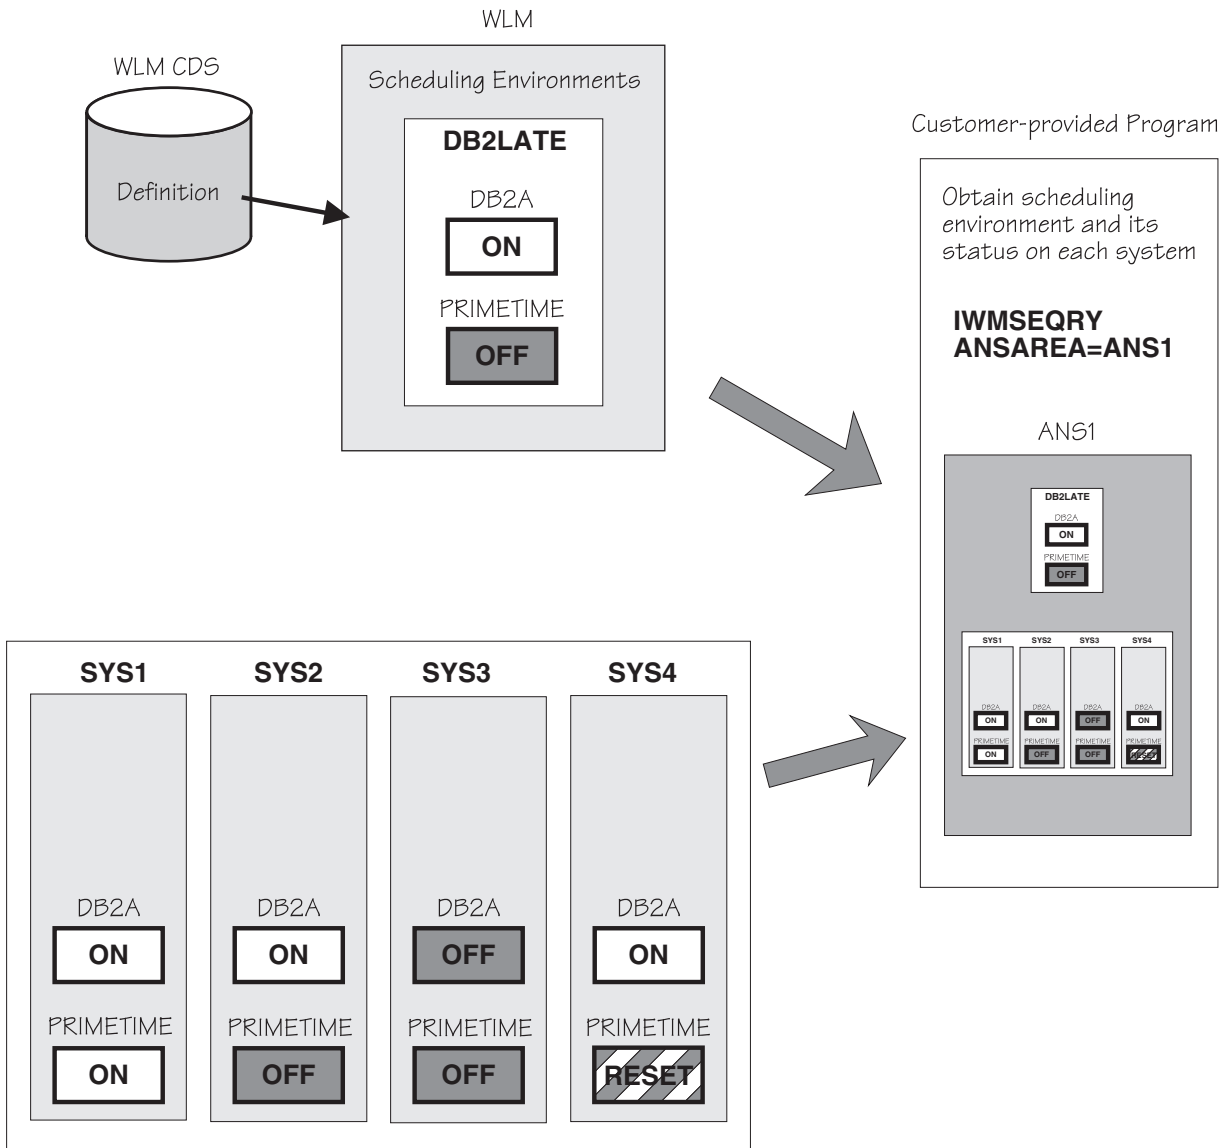 WLM
WLM CDS
Definition
Scheduling Environments
DB2LATE
DB2A
ON
PRIMETIME
OFF
Customer-provided Program
Obtain scheduling
environment and its
status on each system
IWMSEQRY
ANSAREA=ANS1
ANS1
DB2LATE
DB2A
ON
PRIMETIME
OFF
SYS1 SYS2 SYS3 SYS4
DB2A DB2A DB2A DB2A
ON ON OFF ON
PRIMETIME PRIMETIME PRIMETIME PRIMETIME
ON OFF OFF RESET
SYS1 SYS2 SYS3 SYS4
DB2A DB2A DB2A DB2A
ON ON OFF ON
PRIMETIME PRIMETIME PRIMETIME PRIMETIME
ON OFF OFF RESET